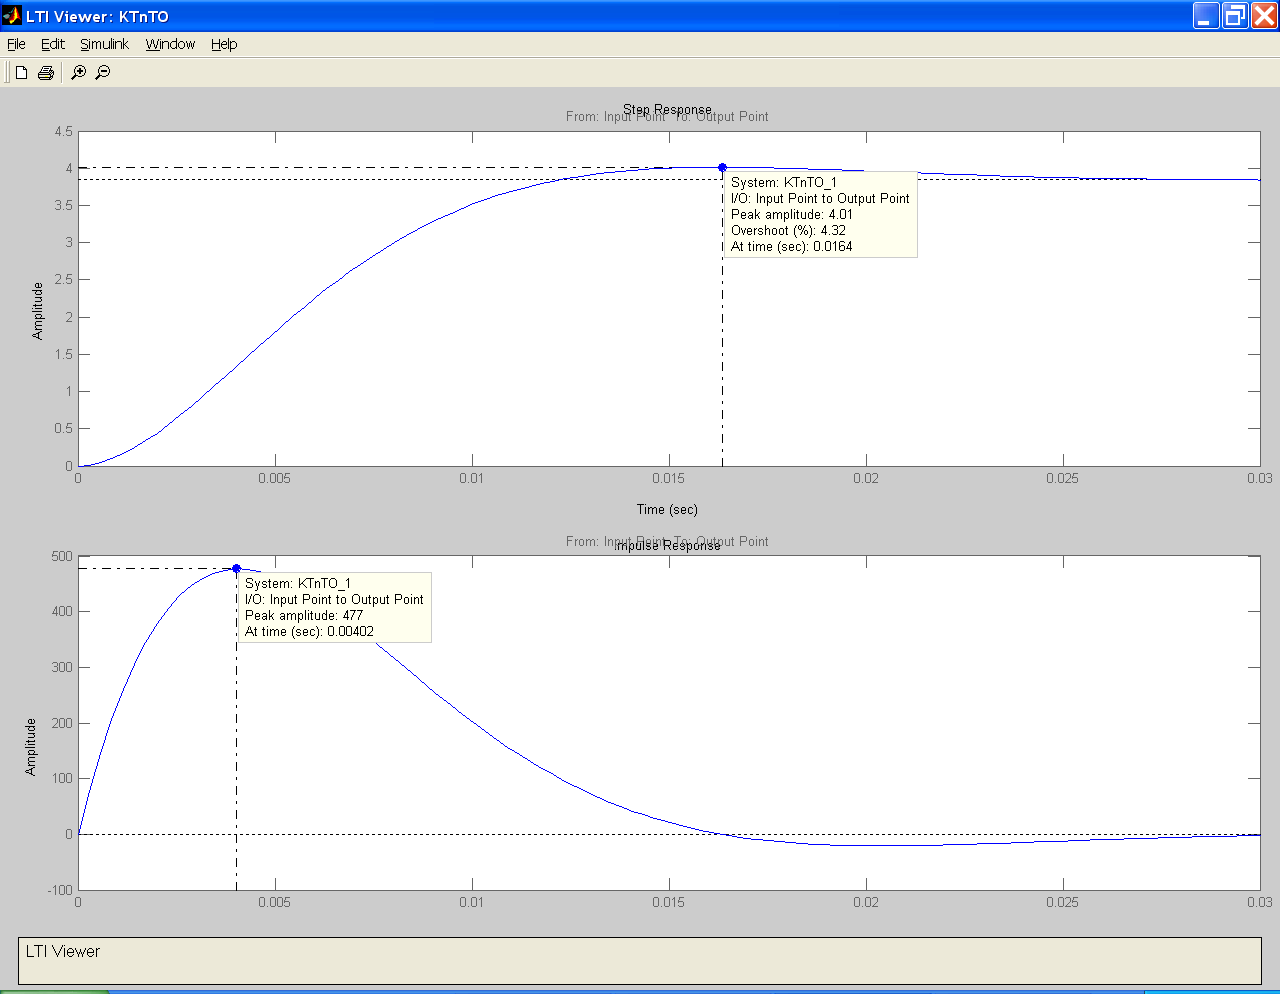 LTI Viewer: KTnTO
File Edit Simulink Window Help
Step Response
From: Input Point To: Output Point
4.5
4
3.5
3
2.5
2
1.5
1
0.5
0
Amplitude
System: KTnTO_1
I/O: Input Point to Output Point
Peak amplitude: 4.01
Overshoot (%): 4.32
At time (sec): 0.0164
0 0.005 0.01 0.015 0.02 0.025 0.03
Time (sec)
From: Input Point To: Output Point
Impulse Response
500
400
300
200
100
0
-100
Amplitude
System: KTnTO_1
I/O: Input Point to Output Point
Peak amplitude: 477
At time (sec): 0.00402
0 0.005 0.01 0.015 0.02 0.025 0.03
LTI Viewer